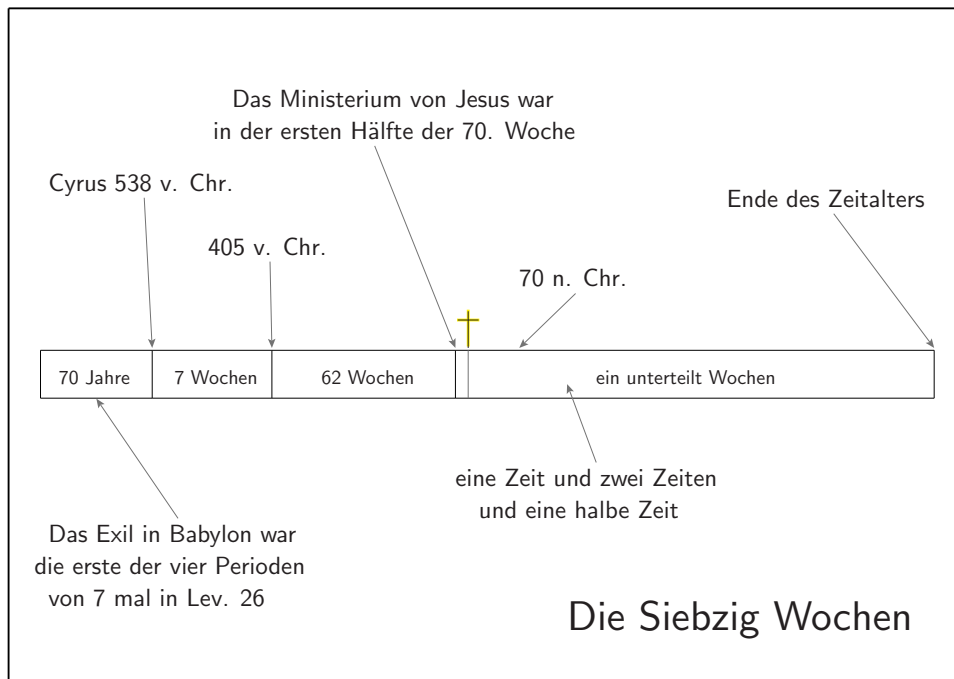 Das Ministerium von Jesus war
in der ersten Hälfte der 70. Woche
Cyrus 538 v. Chr.
Ende des Zeitalters
405 v. Chr.
70 n. Chr.
70 Jahre
7 Wochen
62 Wochen
ein unterteilt Wochen
eine Zeit und zwei Zeiten
und eine halbe Zeit
Das Exil in Babylon war
die erste der vier Perioden
von 7 mal in Lev. 26
Die Siebzig Wochen